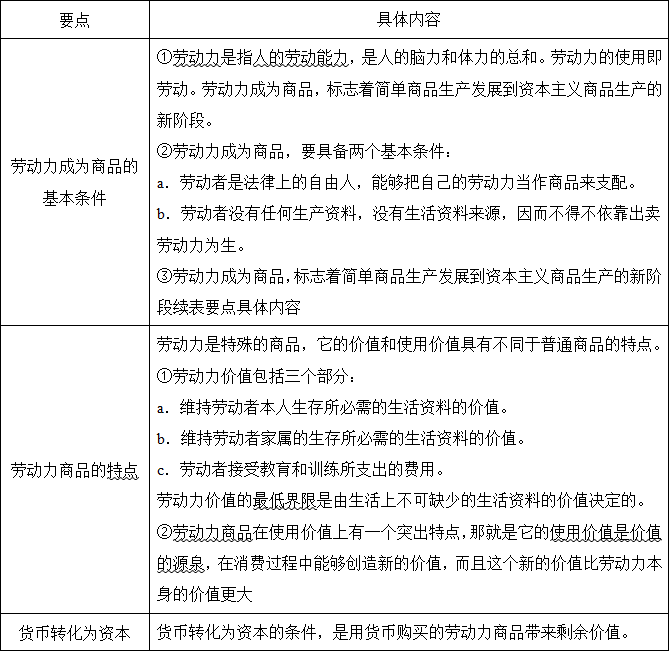 要点
具体内容
劳动力成为商品的
基本条件
①劳动力是指人的劳动能力，是人的脑力和体力的总和。劳动力的使用即
劳动。劳动力成为商品，标志着简单商品生产发展到资本主义商品生产的
新阶段。
②劳动力成为商品，要具备两个基本条件：
a．劳动者是法律上的自由人，能够把自己的劳动力当作商品来支配。
b．劳动者没有任何生产资料，没有生活资料来源，因而不得不依靠出卖
劳动力为生。
③劳动力成为商品，标志着简单商品生产发展到资本主义商品生产的新阶
段续表要点具体内容
劳动力商品的特点
劳动力是特殊的商品，它的价值和使用价值具有不同于普通商品的特点。
①劳动力价值包括三个部分：
a．维持劳动者本人生存所必需的生活资料的价值。
b．维持劳动者家属的生存所必需的生活资料的价值。
c．劳动者接受教育和训练所支出的费用。
劳动力价值的最低界限是由生活上不可缺少的生活资料的价值决定的。
②劳动力商品在使用价值上有一个突出特点，那就是它的使用价值是价值
的源泉，在消费过程中能够创造新的价值，而且这个新的价值比劳动力本
身的价值更大
货币转化为资本
货币转化为资本的条件，是用货币购买的劳动力商品带来剩余价值。